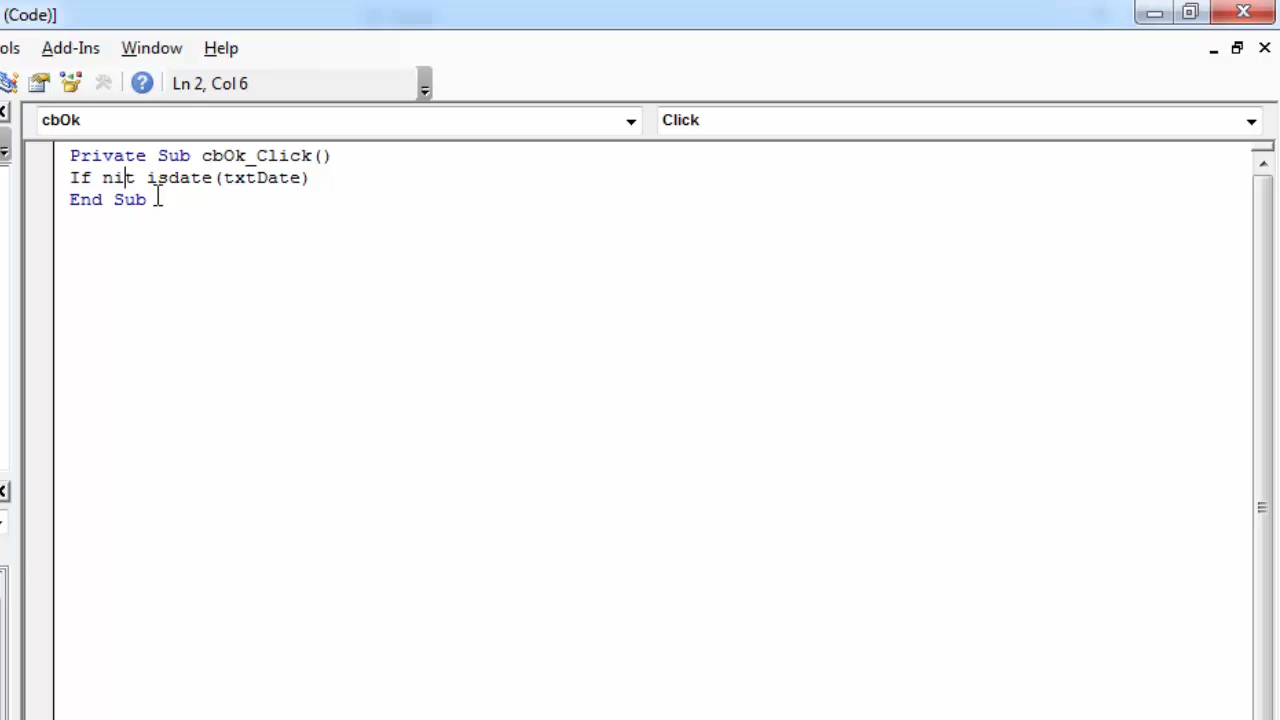 (Code)]
ols Add-Ins Window Help
Ln 2, Col 6
cbOk Click
Private Sub cbOk_Click()
If nit isdate(txtDate)
End Sub